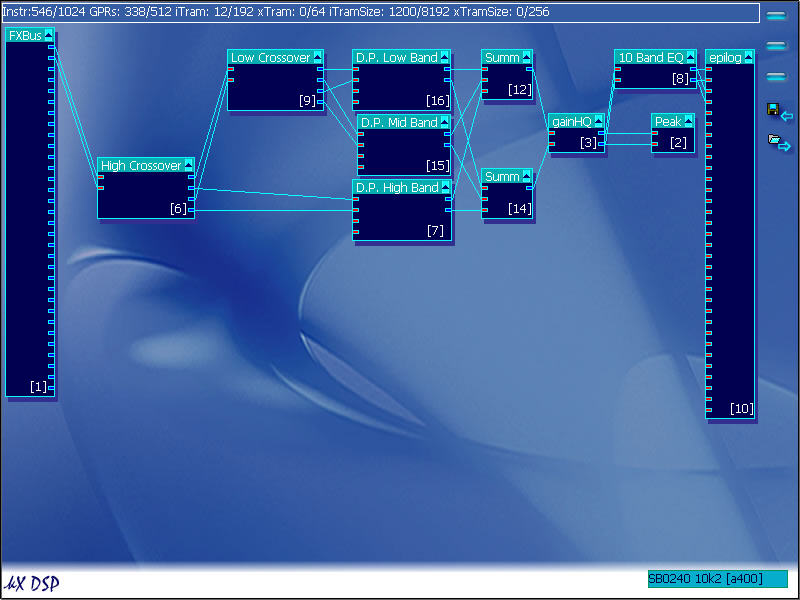 Instr:546/1024 GPRs: 338/512 iTram: 12/192 xTram: 0/64 iTramSize: 1200/8192 xTramSize: 0/256
FXBus
[1]
High Crossover
[6]
Low Crossover
[9]
D.P. Low Band
[16]
D.P. Mid Band
[15]
D.P. High Band
[7]
Summ
[12]
Summ
[14]
gainHQ
[3]
10 Band EQ
[8]
Peak
[2]
epilog
[10]
µX DSP
SB0240 10k2 [a400]